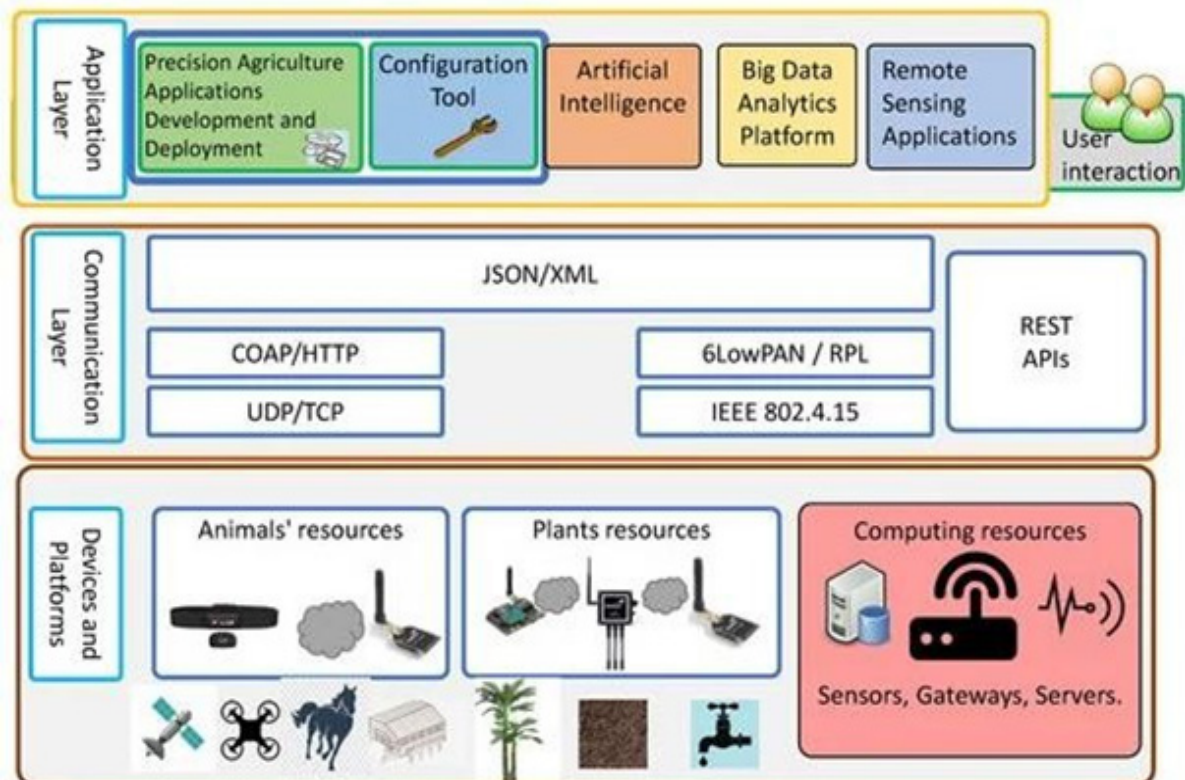 Application
Layer
Precision Agriculture
Applications
Development and
Deployment
Configuration
Tool
Artificial
Intelligence
Big Data
Analytics
Platform
Remote
Sensing
Applications
User
interaction
Communication
Layer
JSON/XML
COAP/HTTP
6LowPAN / RPL
UDP/TCP
IEEE 802.4.15
REST
APIs
Devices and
Platforms
Animals' resources
Plants resources
Computing resources
Sensors, Gateways, Servers.